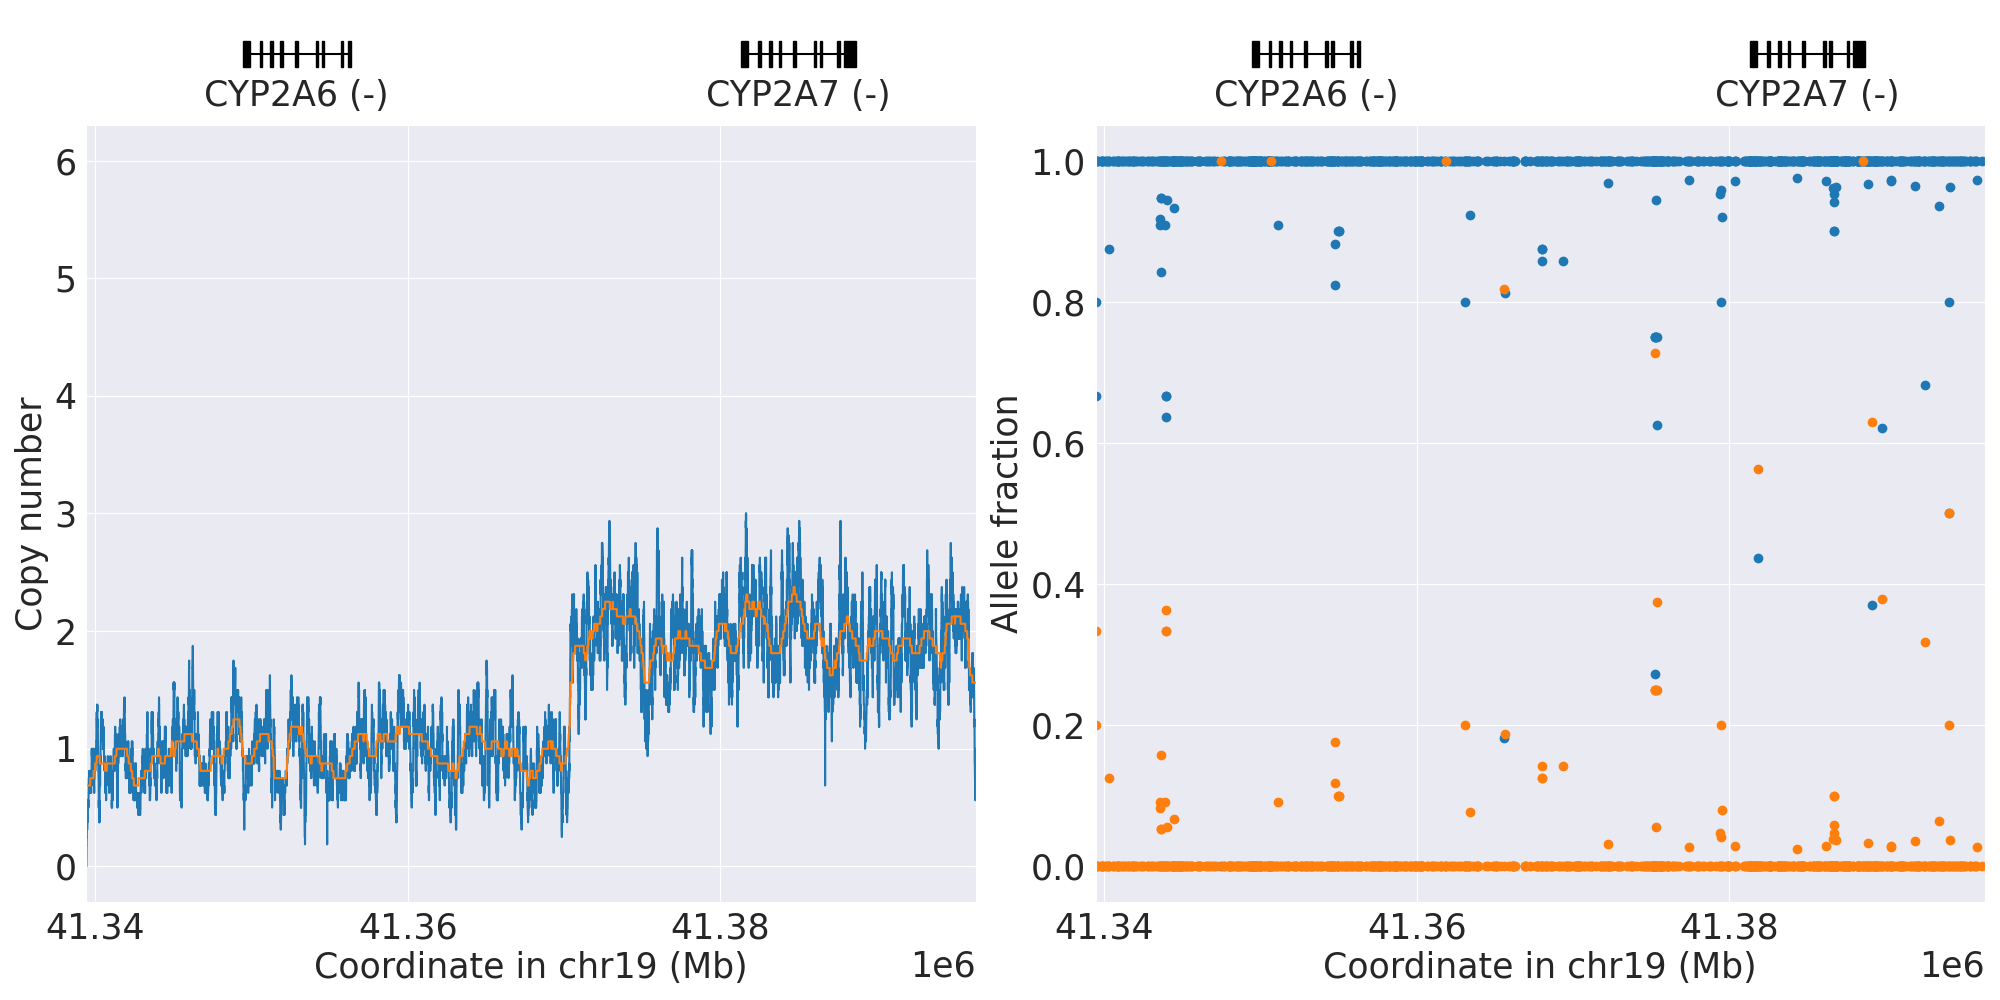 CYP2A6 (-)
CYP2A7 (-)
6
5
4
3
2
1
0
Copy number
41.34
41.36
41.38
Coordinate in chr19 (Mb)
1e6
CYP2A6 (-)
CYP2A7 (-)
1.0
0.8
0.6
0.4
0.2
0.0
Allele fraction
41.34
41.36
41.38
Coordinate in chr19 (Mb)
1e6